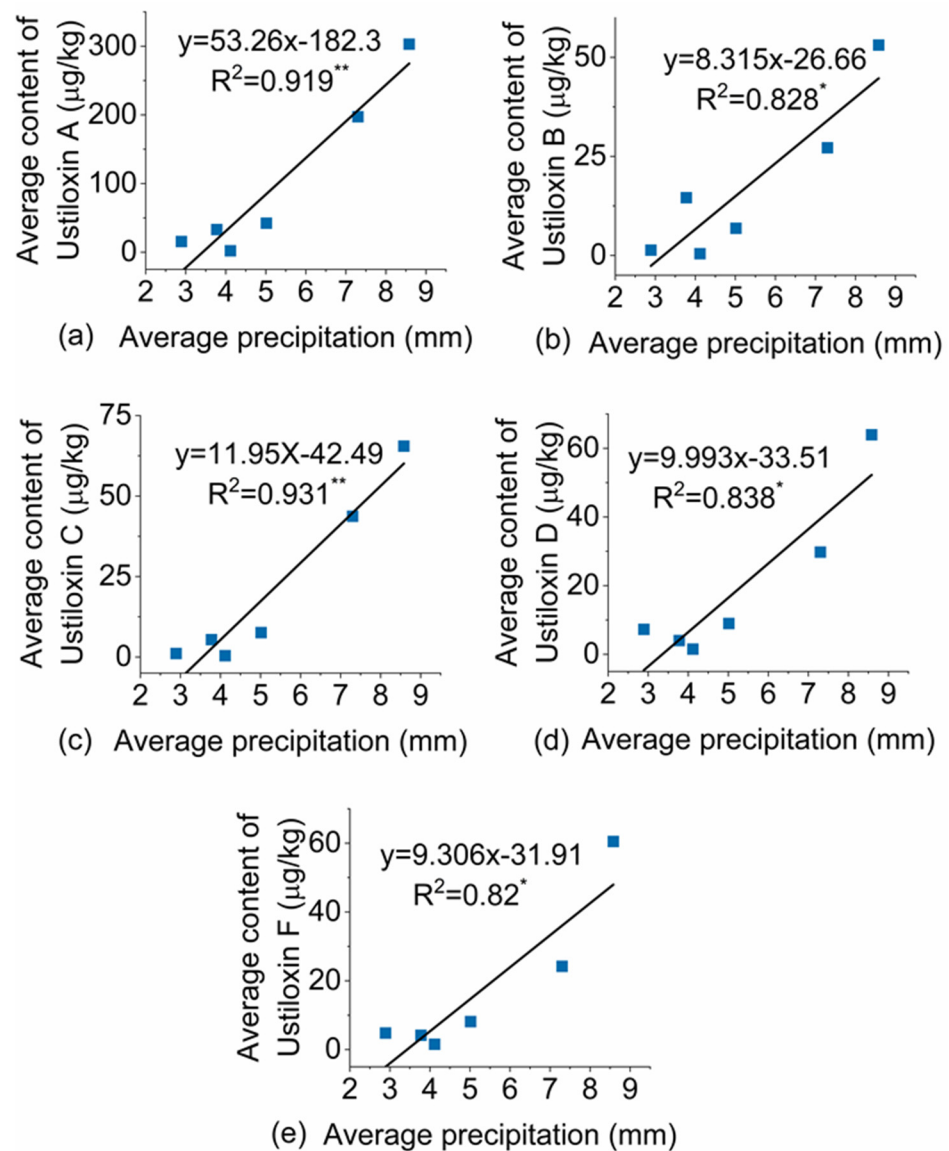 Average content of
Ustiloxin A (μg/kg)
300
200
100
0
y=53.26x-182.3
R²=0.919**
2 3 4 5 6 7 8 9
(a) Average precipitation (mm)
Average content of
Ustiloxin B (μg/kg)
50
25
0
y=8.315x-26.66
R²=0.828*
2 3 4 5 6 7 8 9
(b) Average precipitation (mm)
Average content of
Ustiloxin C (μg/kg)
75
50
25
0
y=11.95X-42.49
R²=0.931**
2 3 4 5 6 7 8 9
(c) Average precipitation (mm)
Average content of
Ustiloxin D (μg/kg)
60
40
20
0
y=9.993x-33.51
R²=0.838*
2 3 4 5 6 7 8 9
(d) Average precipitation (mm)
Average content of
Ustiloxin F (μg/kg)
60
40
20
0
y=9.306x-31.91
R²=0.82*
2 3 4 5 6 7 8 9
(e) Average precipitation (mm)